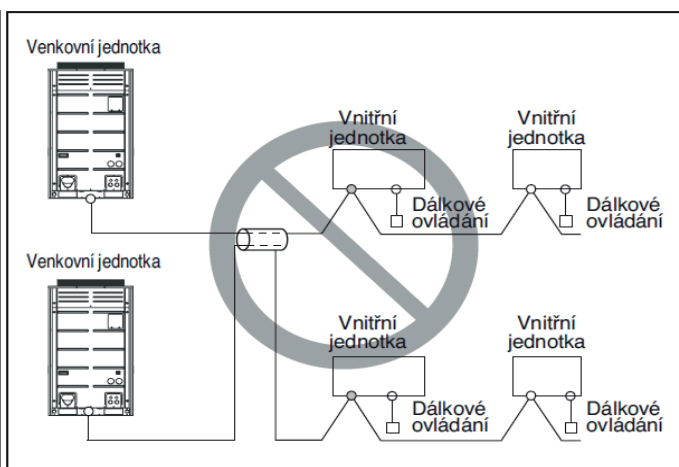 Venkovní jednotka
Vnitřní
jednotka
Vnitřní
jednotka
Dálkové
ovládání
Dálkové
ovládání
Venkovní jednotka
Vnitřní
jednotka
Vnitřní
jednotka
Dálkové
ovládání
Dálkové
ovládání